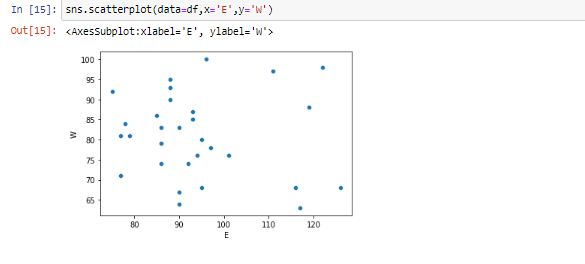 In [15]: sns.scatterplot(data=df,x='E',y='W')
Out[15]: <AxesSubplot:xlabel='E', ylabel='W'>
100
95
90
85
80
75
70
65
W
80 90 100 110 120
E